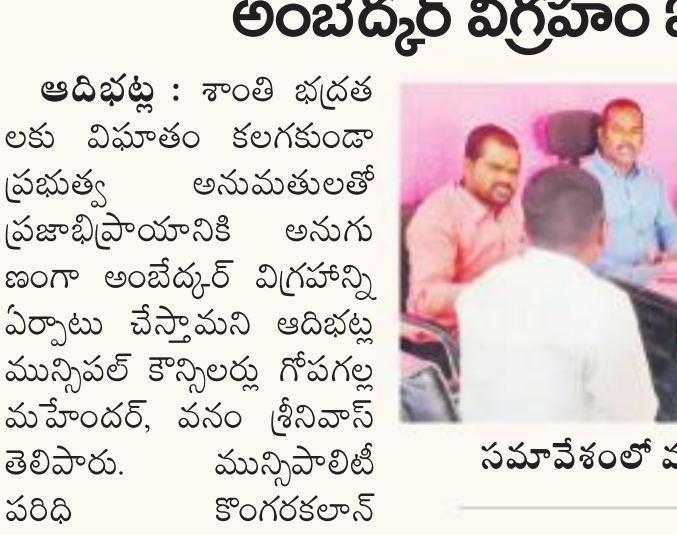 అంబేద్కర్ విగ్రహం
ఆదిభట్ల : శాంతి భద్రత
లకు విఘాతం కలగకుండా
ప్రభుత్వ అనుమతులతో
ప్రజాభిప్రాయానికి అనుగు
ణంగా అంబేద్కర్ విగ్రహాన్ని
ఏర్పాటు చేస్తామని ఆదిభట్ల
మున్సిపల్ కౌన్సిలర్లు గోపగల్ల
మహేందర్, వనం శ్రీనివాస్
తెలిపారు. మున్సిపాలిటీ
పరిధి కొంగరకలాన్
సమావేశంలో